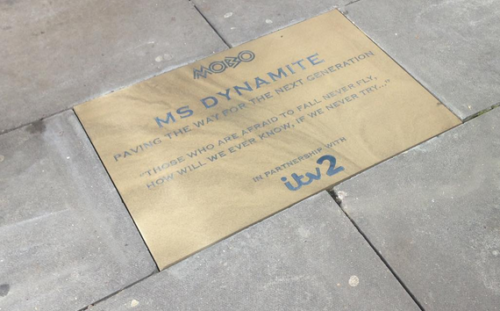 MOBO
MS DYNAMITE
PAVING THE WAY FOR THE NEXT GENERATION
"THOSE WHO ARE AFRAID TO FALL NEVER FLY,
HOW WILL WE EVER KNOW, IF WE NEVER TRY..."
IN PARTNERSHIP WITH
itv2